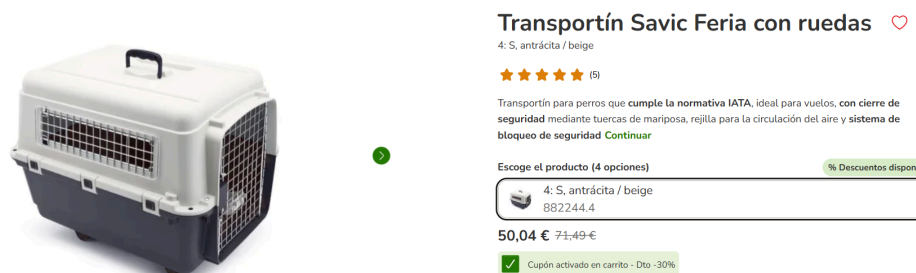 Transportín Savic Feria con ruedas
4: S, antrácita / beige
(5)
Transportín para perros que cumple la normativa IATA, ideal para vuelos, con cierre de
seguridad mediante tuercas de mariposa, rejilla para la circulación del aire y sistema de
bloqueo de seguridad Continuar
Escoge el producto (4 opciones)
% Descuentos dispon
4: S, antrácita / beige
882244.4
50,04 € 71,49 €
Cupón activado en carrito - Dto -30%